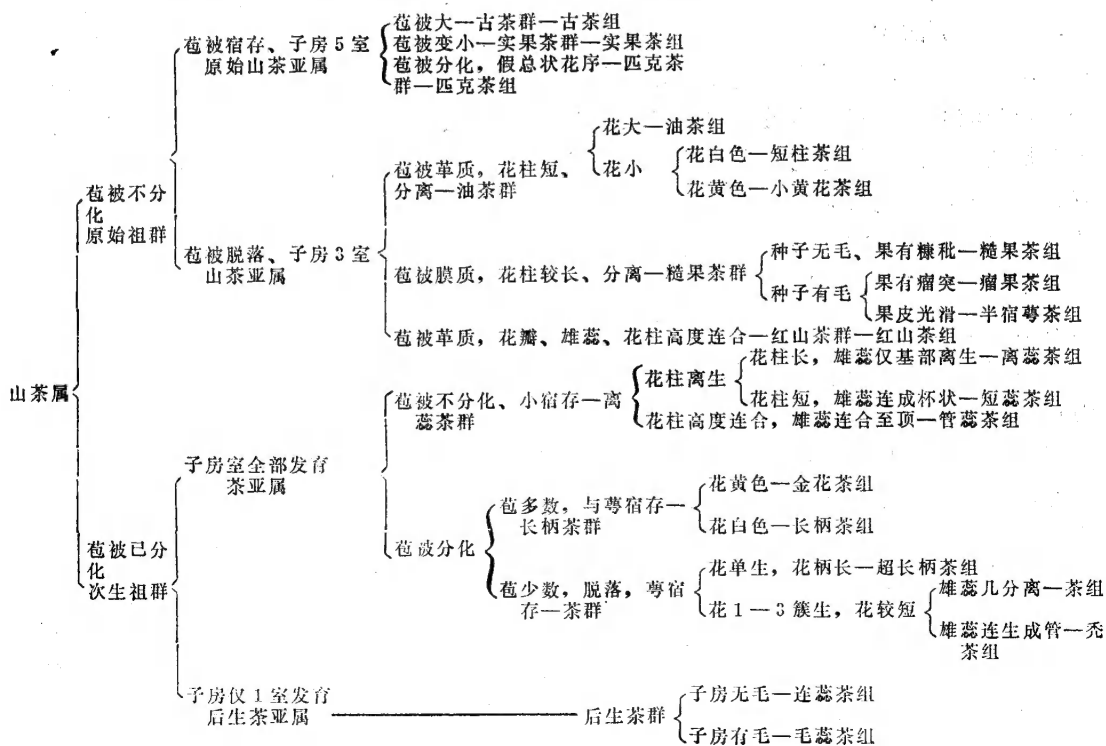 苞被大—古茶群—古茶组
苞被宿存、子房5室
苞被变小—实果茶群—实果茶组
原始山茶亚属
苞被分化，假总状花序—匹克茶
群—匹克茶组
花大—油茶组
苞被革质，花柱短、
花白色—短柱茶组
分离—油茶群
花小
花黄色—小黄花茶组
苞被不分
化
原始祖群
苞被脱落、子房3室
山茶亚属
种子无毛、果有糠秕—糙果茶组
苞被膜质，花柱较长、分离—糙果茶群
果有瘤突—瘤果茶组
种子有毛
果皮光滑—半宿萼茶组
苞被革质，花瓣、雄蕊、花柱高度连合—红山茶群—红山茶组
山茶属
花柱长，雄蕊仅基部离生—离蕊茶组
花柱离生
苞被不分化、小宿存—离
蕊茶群
花柱短，雄蕊连成杯状—短蕊茶组
花柱高度连合，雄蕊连合至顶—管蕊茶组
子房室全部发育
茶亚属
花黄色—金花茶组
苞多数，与萼宿存—
长柄茶群
花白色—长柄茶组
苞被分化
苞被已分
化
次生祖群
花单生，花柄长—超长柄茶组
苞少数，脱落，萼宿
存—茶群
雄蕊几分离—茶组
花1—3簇生，花较短
雄蕊连生成管—秃
茶组
子房仅1室发育
后生茶亚属
后生茶群
子房无毛—连蕊茶组
子房有毛—毛蕊茶组